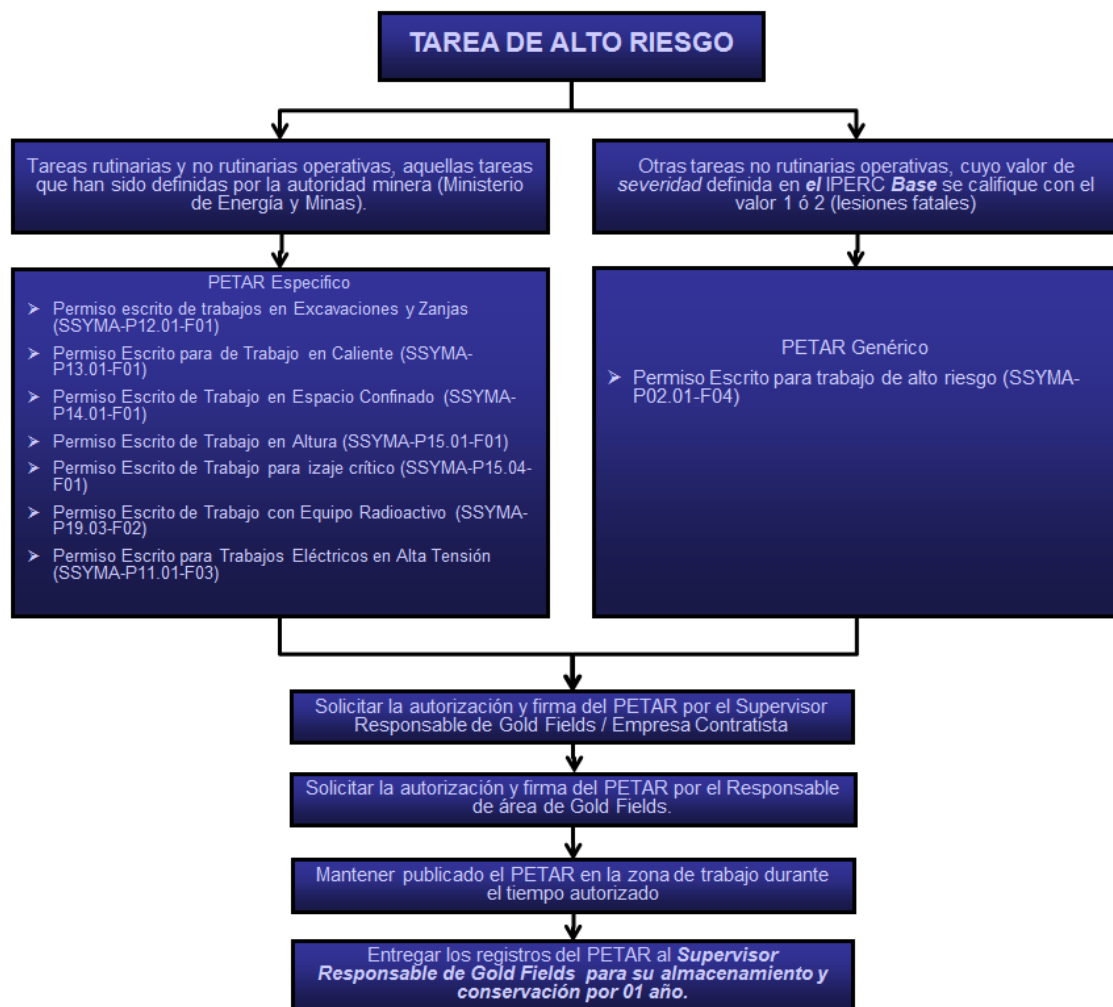 TAREA DE ALTO RIESGO
Tareas rutinarias y no rutinarias operativas, aquellas tareas
que han sido definidas por la autoridad minera (Ministerio
de Energía y Minas).
Otras tareas no rutinarias operativas, cuyo valor de
severidad definida en el IPERC Base se califique con el
valor 1 ó 2 (lesiones fatales)
PETAR Especifico
➢ Permiso escrito de trabajos en Excavaciones y Zanjas
(SSYMA-P12.01-F01)
➢ Permiso Escrito para de Trabajo en Caliente (SSYMA-
P13.01-F01)
➢ Permiso Escrito de Trabajo en Espacio Confinado (SSYMA-
P14.01-F01)
➢ Permiso Escrito de Trabajo en Altura (SSYMA-P15.01-F01)
➢ Permiso Escrito de Trabajo para izaje crítico (SSYMA-P15.04-
F01)
➢ Permiso Escrito de Trabajo con Equipo Radioactivo (SSYMA-
P19.03-F02)
➢ Permiso Escrito para Trabajos Eléctricos en Alta Tensión
(SSYMA-P11.01-F03)
PETAR Genérico
➢ Permiso Escrito para trabajo de alto riesgo (SSYMA-
P02.01-F04)
Solicitar la autorización y firma del PETAR por el Supervisor
Responsable de Gold Fields / Empresa Contratista
Solicitar la autorización y firma del PETAR por el Responsable
de área de Gold Fields.
Mantener publicado el PETAR en la zona de trabajo durante
el tiempo autorizado
Entregar los registros del PETAR al Supervisor
Responsable de Gold Fields para su almacenamiento y
conservación por 01 año.